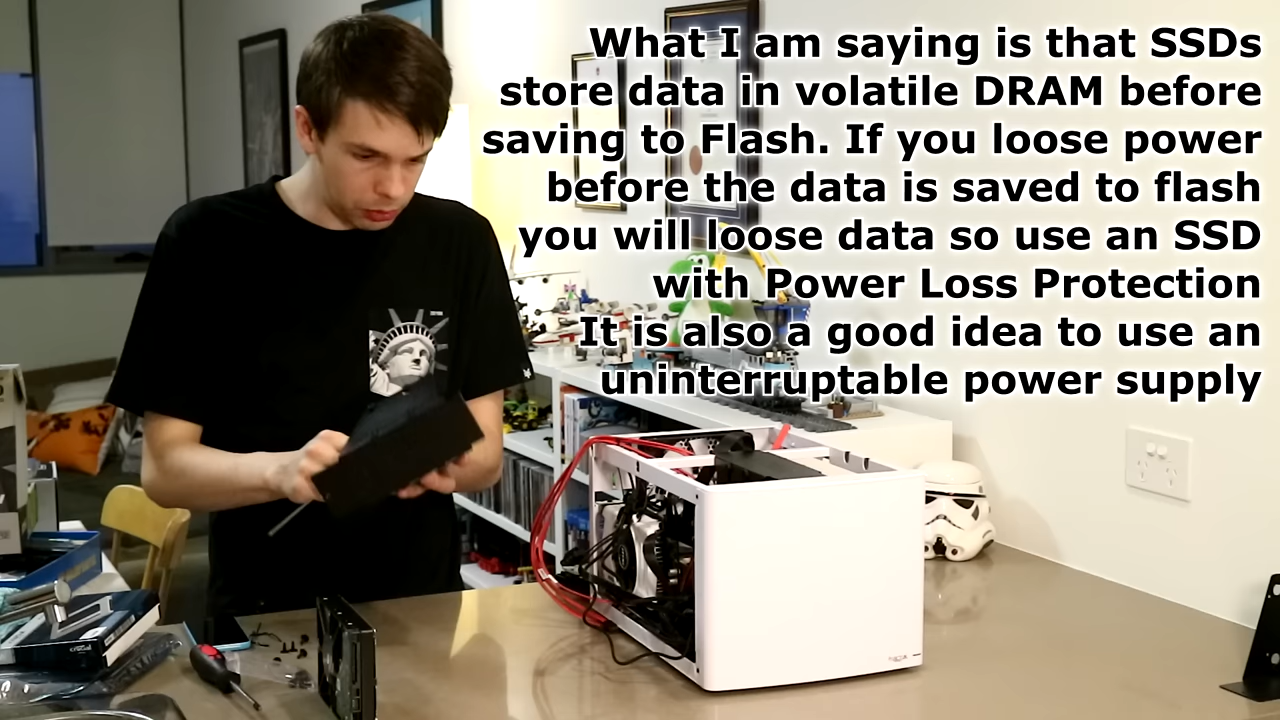 What I am saying is that SSDs
store data in volatile DRAM before
saving to Flash. If you loose power
before the data is saved to flash
you will loose data so use an SSD
with Power Loss Protection
It is also a good idea to use an
uninterruptable power supply
crucial